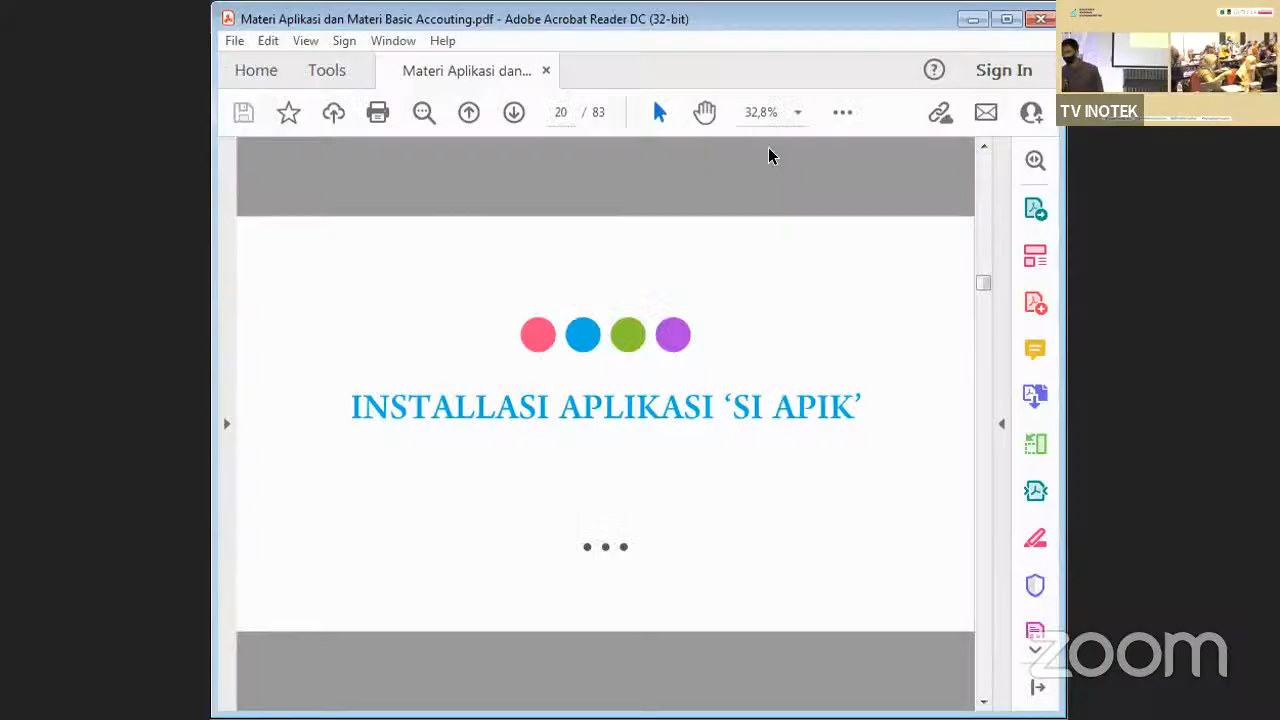 Materi Aplikasi dan Materi Basic Accouting.pdf - Adobe Acrobat Reader DC (32-bit)
File Edit View Sign Window Help
Home Tools Materi Aplikasi dan... × Sign In
20 / 83 32,8%
TV INOTEK
INSTALLASI APLIKASI ‘SI APIK’
zoom